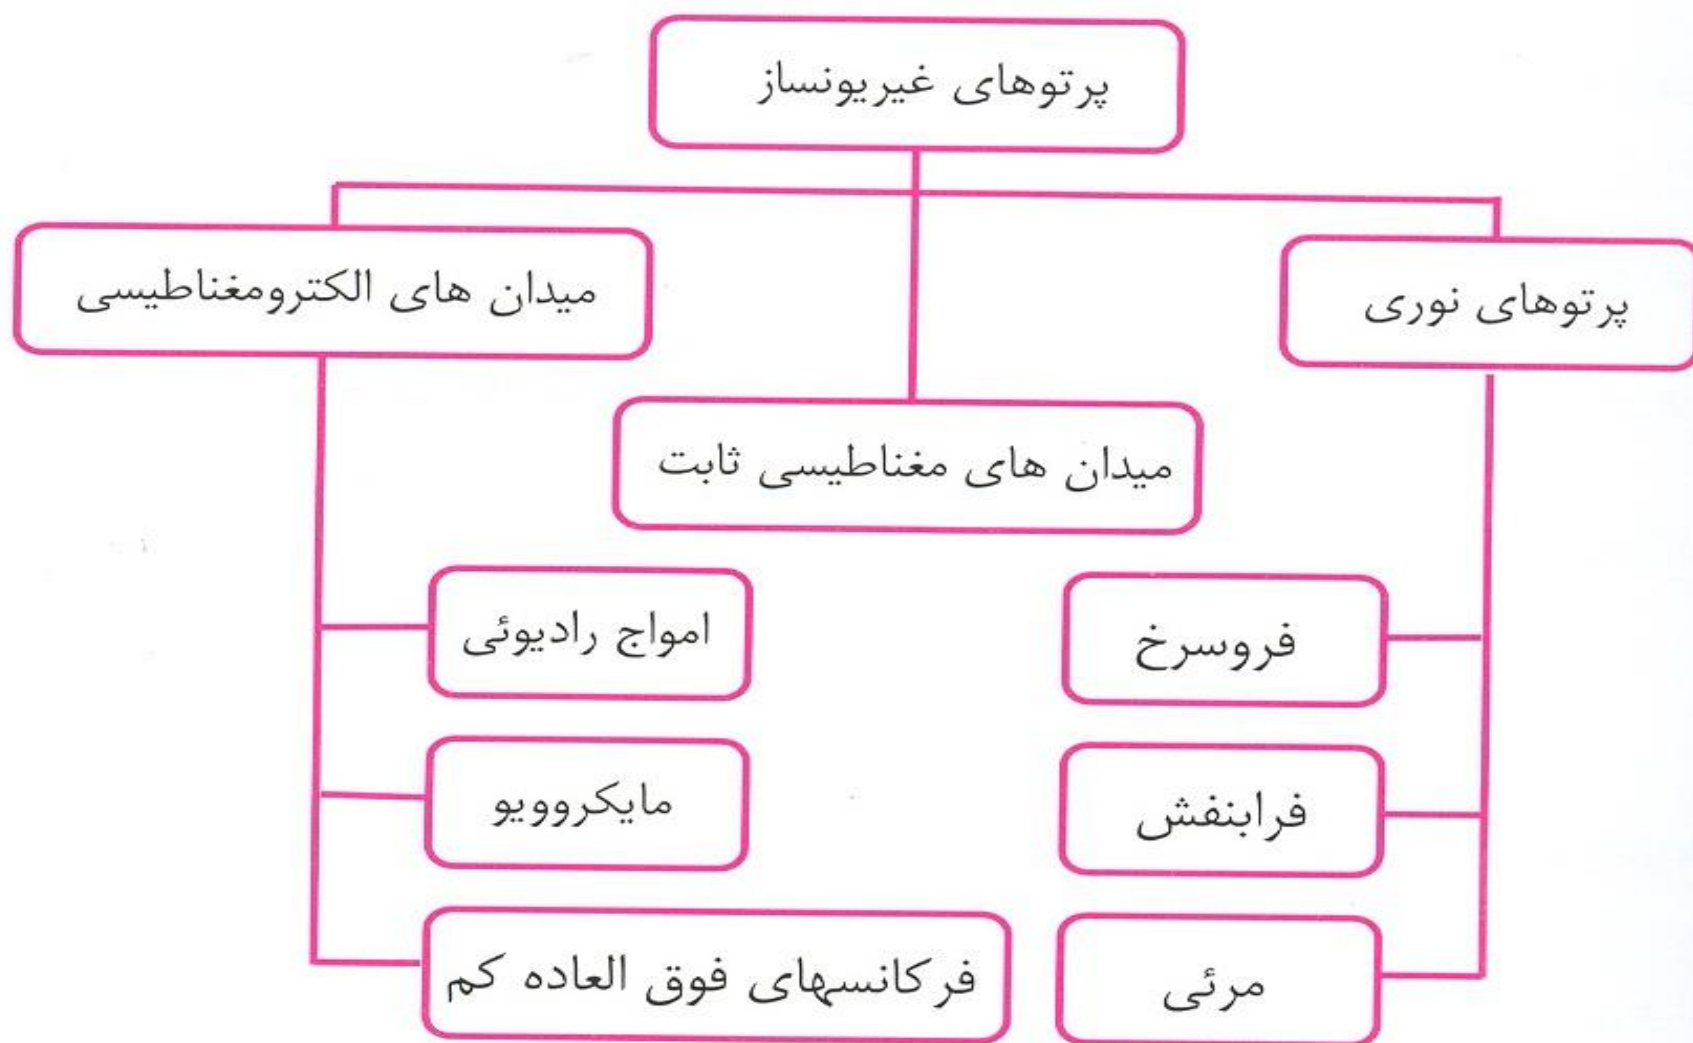 پرتوهای غیریونساز
پرتوهای نوری
میدان های الکترومغناطیسی
میدان های مغناطیسی ثابت
فروسرخ
امواج رادیوئی
فرابنفش
مایکروویو
مرئی
فرکانسهای فوق العاده کم